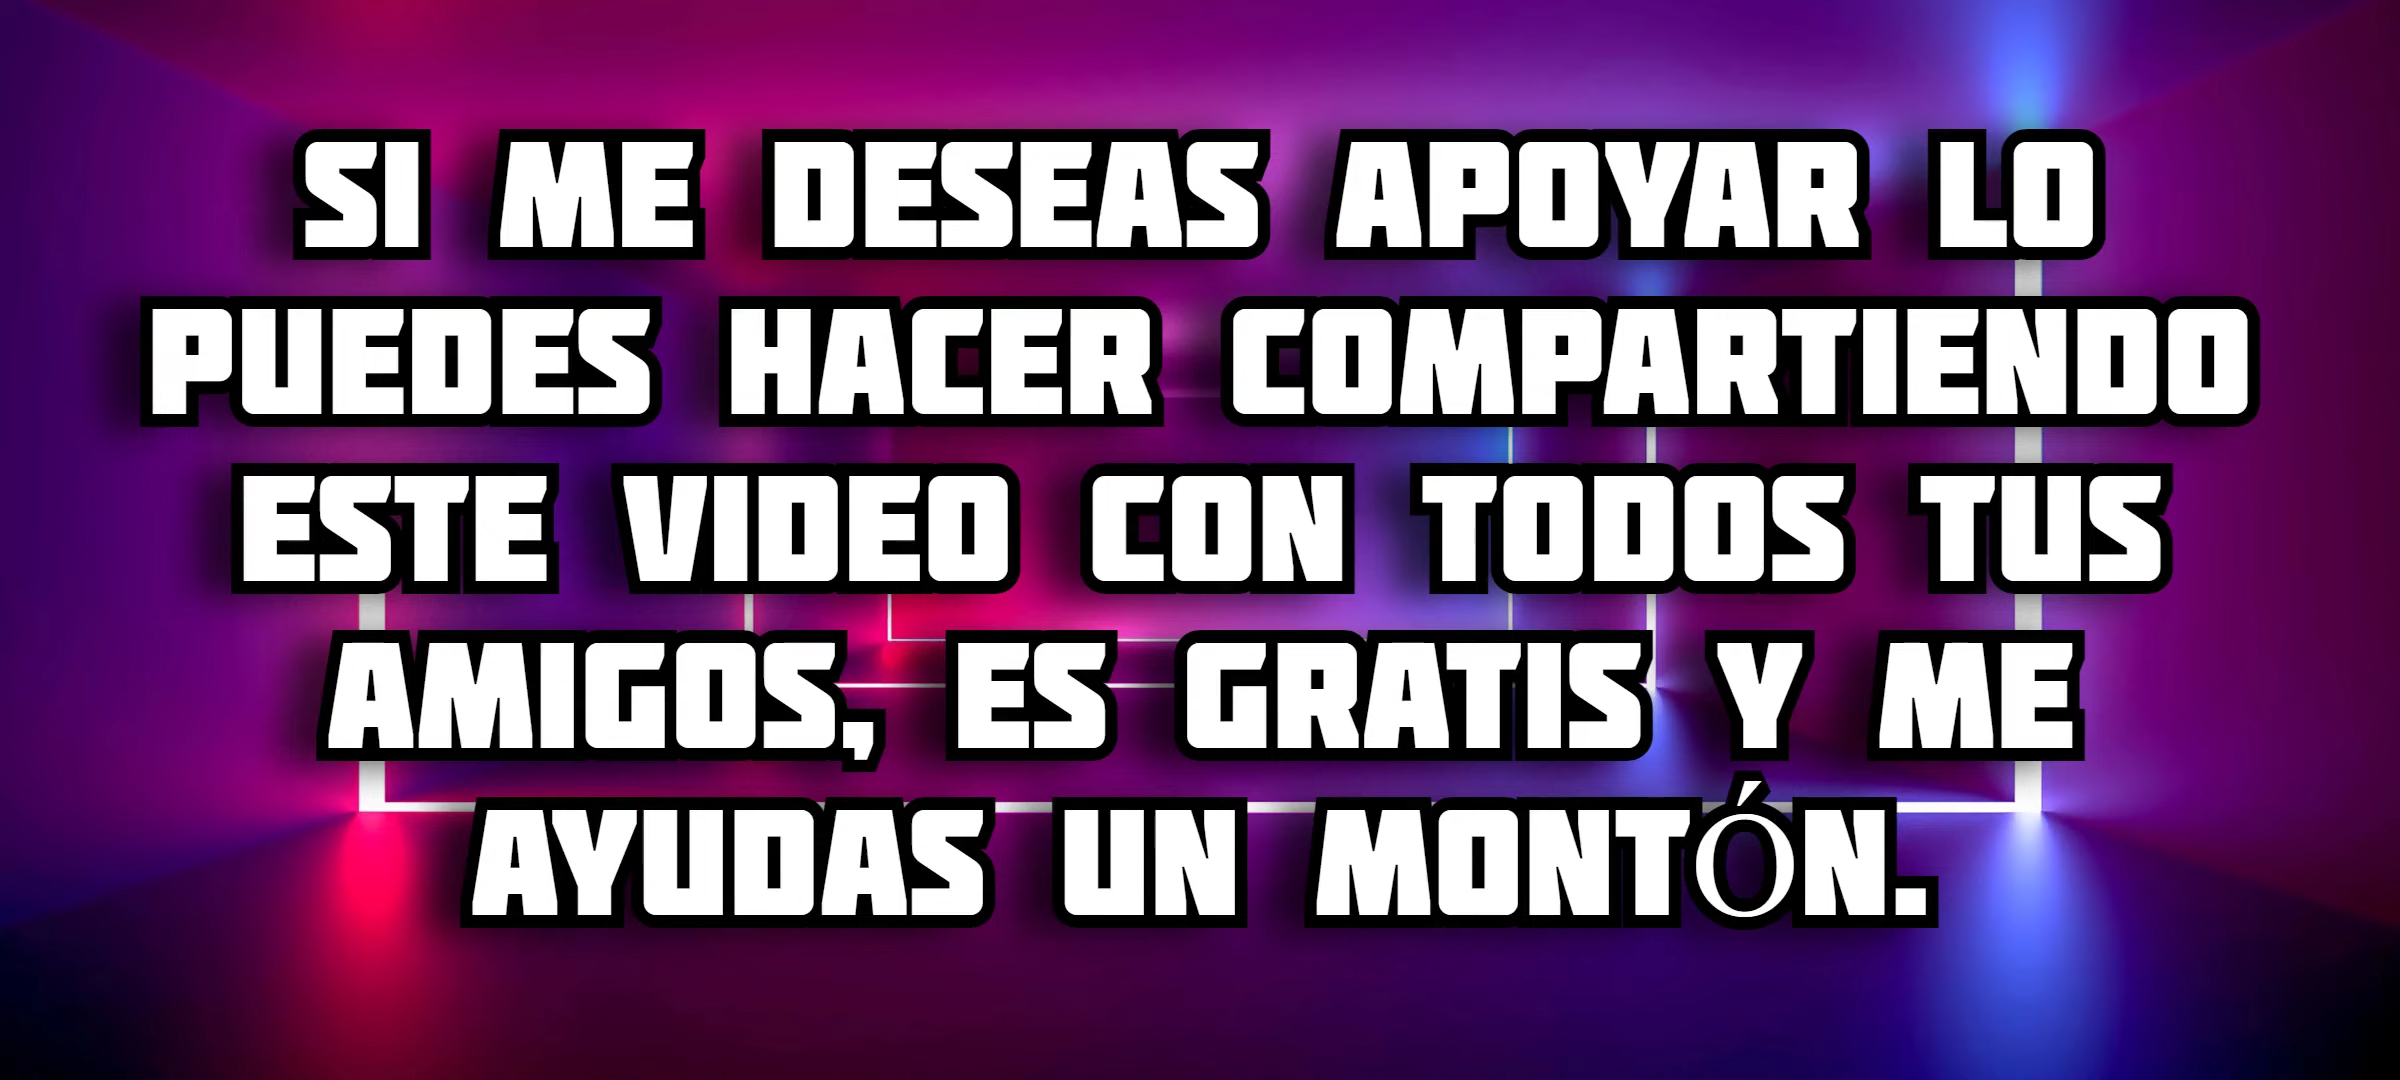 SI ME DESEAS APOYAR LO
PUEDES HACER COMPARTIENDO
ESTE VIDEO CON TODOS TUS
AMIGOS, ES GRATIS Y ME
AYUDAS UN MONTÓN.